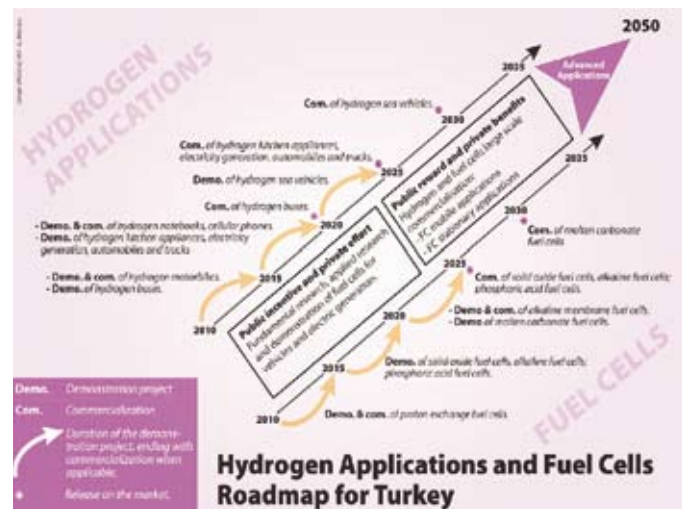 2050
HYDROGEN
APPLICATIONS
2035
Advanced
Applications
Com. of hydrogen sea vehicles.
2030
2035
Com. of hydrogen kitchen appliances,
electricity generation, automobiles and trucks.
2025
Demo. of hydrogen sea vehicles.
Com. of hydrogen buses.
2020
- Demo. & com. of hydrogen notebooks, cellular phones.
- Demo. of hydrogen kitchen appliances, electricity
generation, automobiles and trucks
2015
- Demo. & com. of hydrogen motorbikes.
- Demo. of hydrogen buses.
2010
Public reward and private benefits
Hydrogen and fuel cells large scale
commercialization:
- FC mobile applications
- FC stationary applications
Public incentive and private effort
Fundamental research, applied research
and demonstration of fuel cells for
vehicles and electric generation.
2030
Com. of molten carbonate
fuel cells
2025
Com. of solid oxide fuel cells, alkaline fuel cells;
phosphoric acid fuel cells.
2020
- Demo & com. of alkaline membrane fuel cells.
- Demo of molten carbonate fuel cells.
2015
Demo. of solid oxide fuel cells, alkaline fuel cells;
phosphoric acid fuel cells.
2010
Demo. & com. of proton exchange fuel cells.
FUEL CELLS
Demo. Demonstration project
Com. Commercialization
Duration of the demons-
tration project, ending with
commercialization when
applicable.
Release on the market.
Hydrogen Applications and Fuel Cells
Roadmap for Turkey